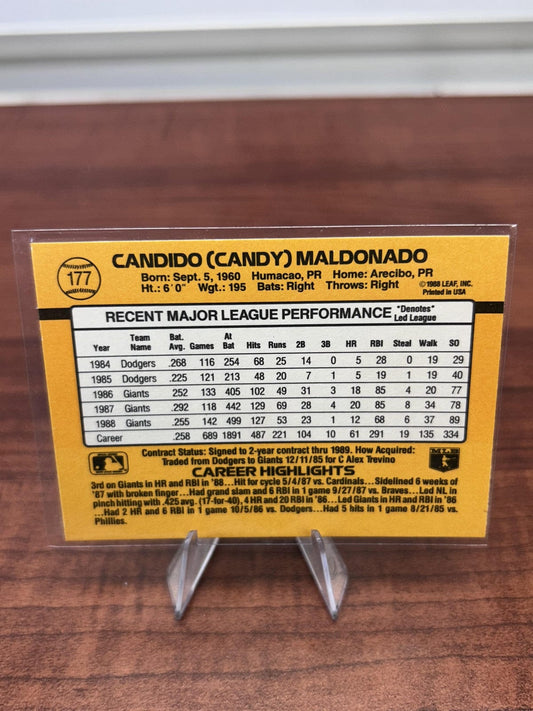 177
CANDIDO (CANDY) MALDONADO
Born: Sept. 5, 1960 Humacao, PR Home: Arecibo, PR
Ht.: 6´0″ Wgt.: 195 Bats: Right Throws: Right
©1988 LEAF, INC.
Printed in USA
RECENT MAJOR LEAGUE PERFORMANCE *Denotes* Led League
Year Team Name Bat. Avg. Games At Bat Hits Runs 2B 3B HR RBI Steal Walk SO
1984 Dodgers .268 116 254 68 25 14 0 5 28 0 19 29
1985 Dodgers .225 121 213 48 20 7 1 5 19 1 19 40
1986 Giants .252 133 405 102 49 31 3 18 85 4 20 77
1987 Giants .292 118 442 129 69 28 4 20 85 8 34 78
1988 Giants .255 142 499 127 53 23 1 12 68 6 37 89
Career .258 689 1891 487 221 104 10 61 291 19 135 334
Contract Status: Signed to 2-year contract thru 1989. How Acquired:
Traded from Dodgers to Giants 12/11/85 for C Alex Trevino
CAREER HIGHLIGHTS
MLB
3rd on Giants in HR and RBI in '88...Hit for cycle 5/4/87 vs. Cardinals...Sidelined 6 weeks of
'87 with broken finger...Had grand slam and 6 RBI in 1 game 9/27/87 vs. Braves...Led NL in
pinch hitting with .425 avg. (17-for-40), 4 HR and 20 RBI in '86...Led Giants in HR and RBI in '86
...Had 2 HR and 6 RBI in 1 game 10/5/86 vs. Dodgers...Had 5 hits in 1 game 8/21/85 vs.
Phillies.